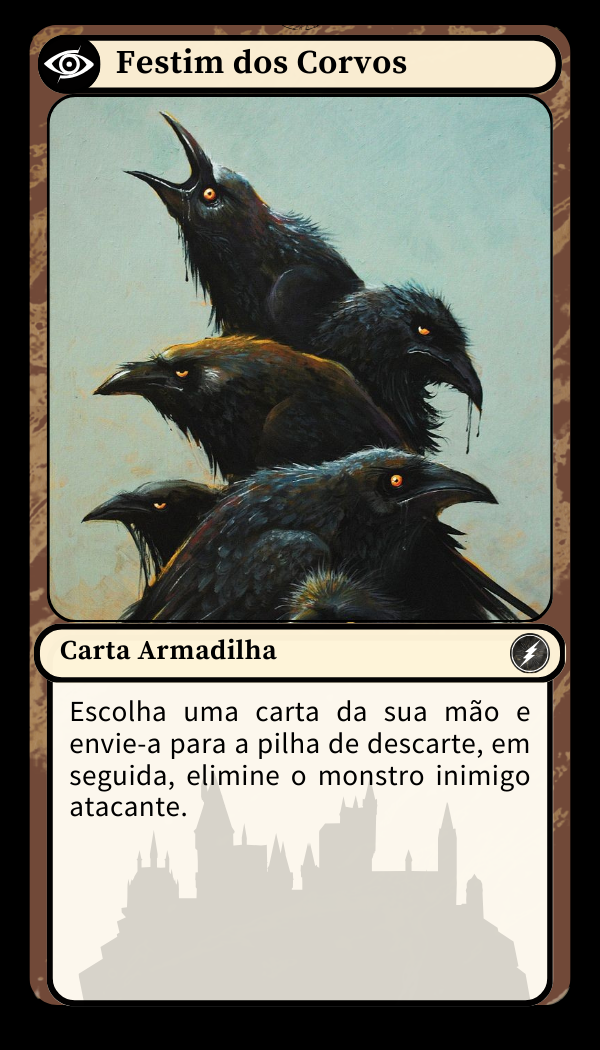 Festim dos Corvos
Carta Armadilha
Escolha uma carta da sua mão e
envie-a para a pilha de descarte, em
seguida, elimine o monstro inimigo
atacante.